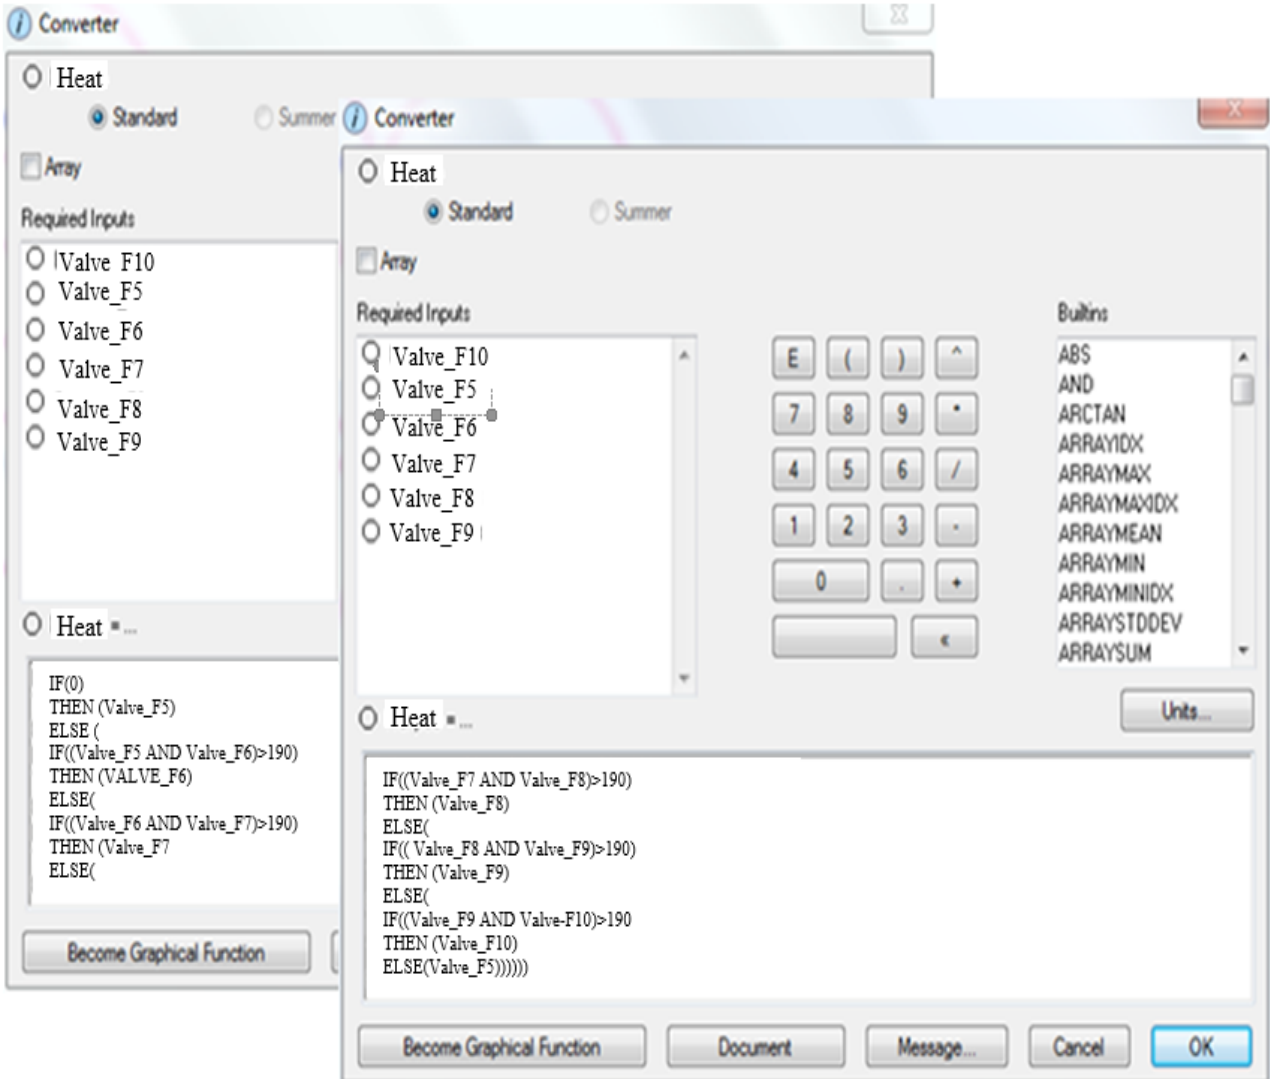 Converter
X
Heat
Standard
Summer
Array
Required Inputs
Valve_F10
Valve_F5
Valve_F6
Valve_F7
Valve_F8
Valve_F9
Heat = ...
IF(0)
THEN (Valve_F5)
ELSE (
IF((Valve_F5 AND Valve_F6)>190)
THEN (VALVE_F6)
ELSE(
IF((Valve_F6 AND Valve_F7)>190)
THEN (Valve_F7
ELSE(
Become Graphical Function
Converter
X
Heat
Standard
Summer
Array
Required Inputs
Builtins
Valve_F10
Valve_F5
Valve_F6
Valve_F7
Valve_F8
Valve_F9
E ( ) ^
7 8 9 *
4 5 6 /
1 2 3 -
0 . +
«
ABS
AND
ARCTAN
ARRAYIDX
ARRAYMAX
ARRAYMAXIDX
ARRAYMEAN
ARRAYMIN
ARRAYMINIDX
ARRAYSTDDEV
ARRAYSUM
Units...
Heat = ...
IF((Valve_F7 AND Valve_F8)>190)
THEN (Valve_F8)
ELSE(
IF(( Valve_F8 AND Valve_F9)>190)
THEN (Valve_F9)
ELSE(
IF((Valve_F9 AND Valve-F10)>190
THEN (Valve_F10)
ELSE(Valve_F5))))))
Become Graphical Function
Document
Message...
Cancel
OK